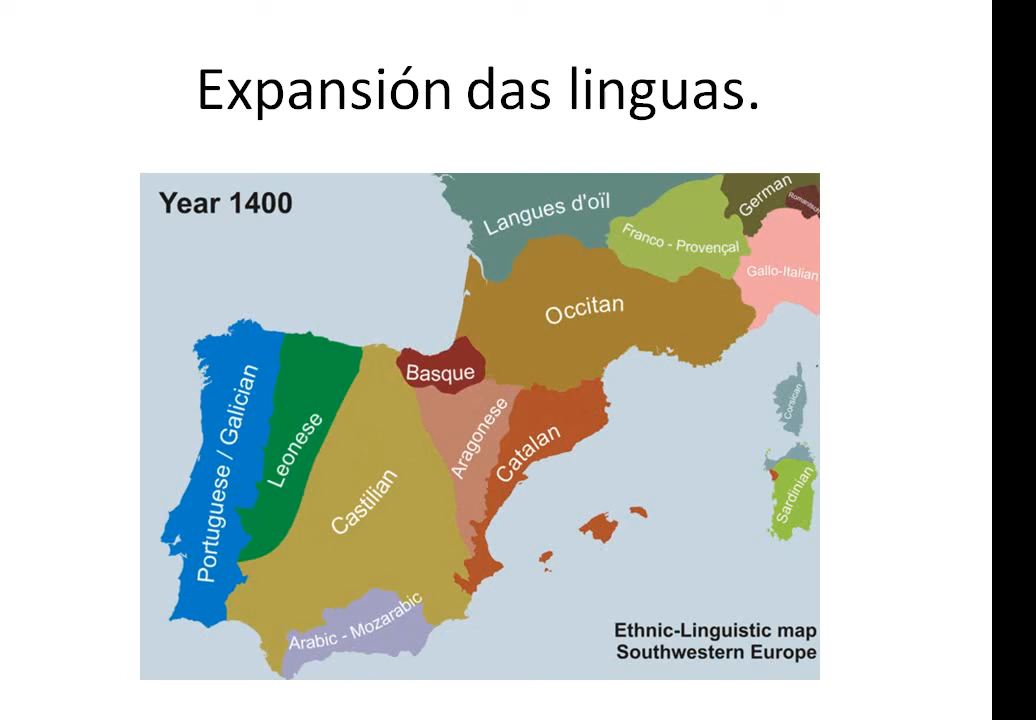 Expansión das linguas.
Year 1400
Langues d'oïl
German
Romansch
Franco - Provençal
Gallo-Italian
Occitan
Basque
Corsican
Portuguese / Galician
Leonese
Castilian
Aragonese
Catalan
Sardinian
Arabic - Mozarabic
Ethnic-Linguistic map
Southwestern Europe